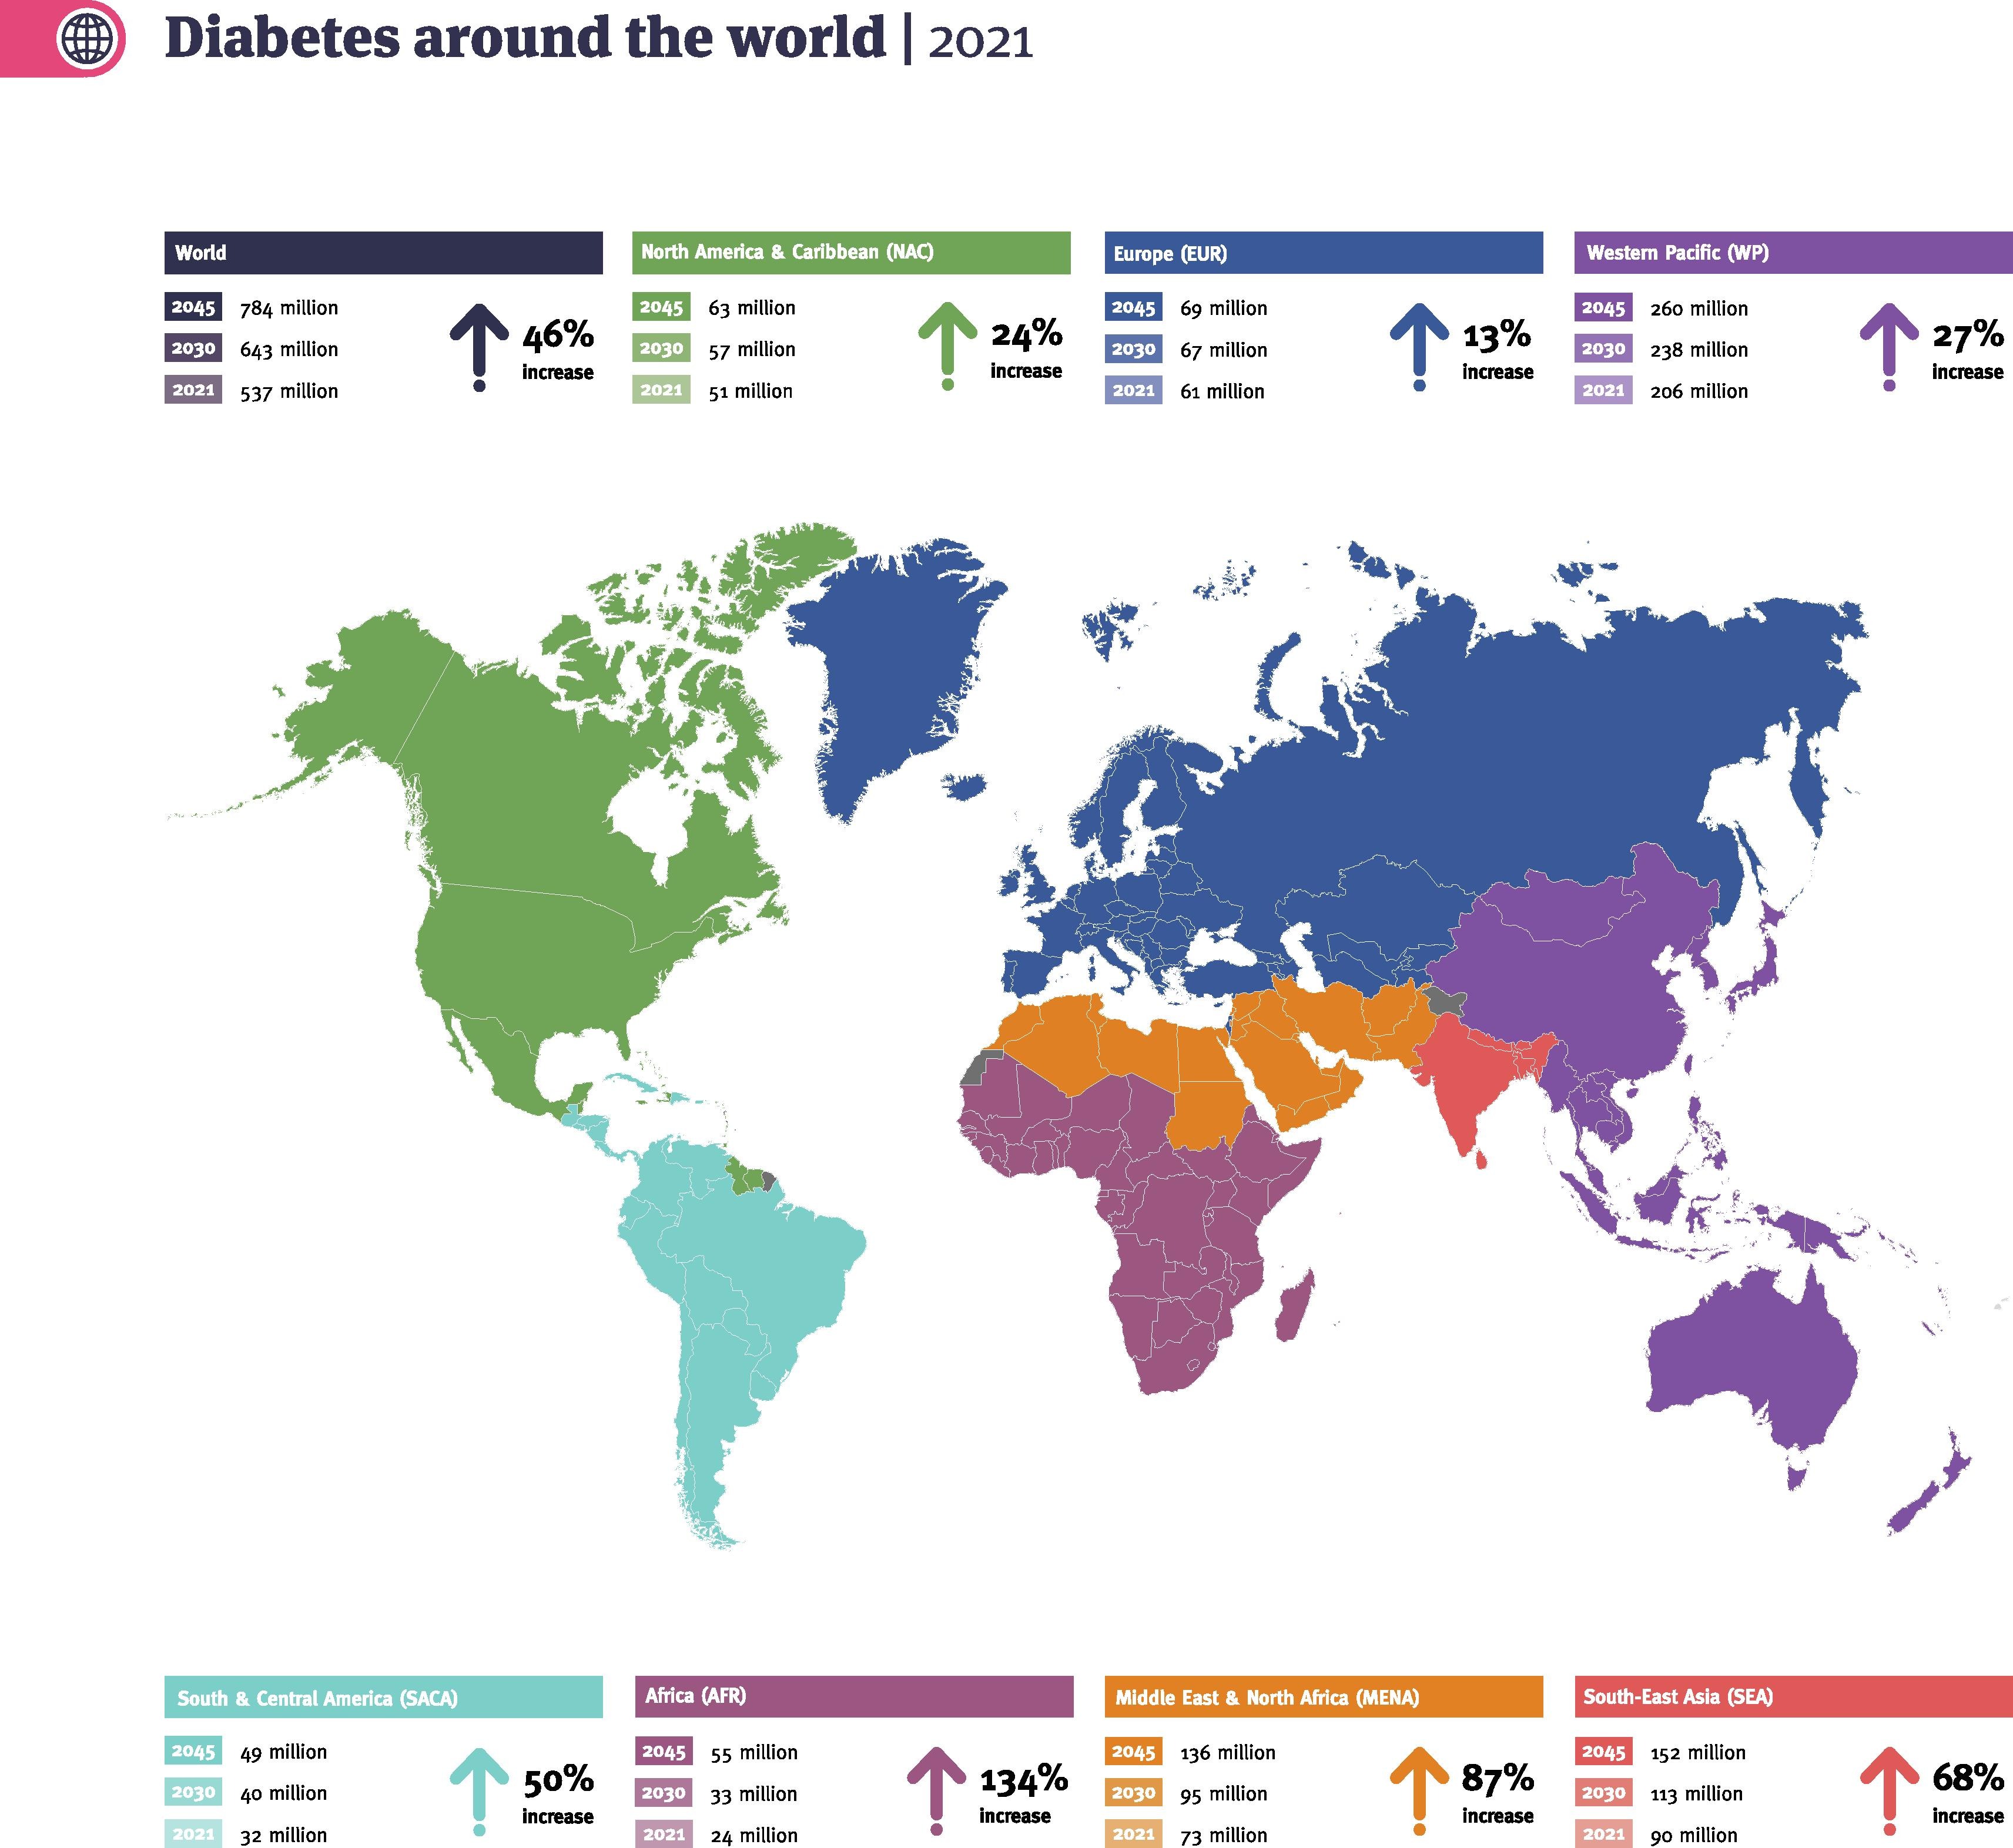 Diabetes around the world | 2021
World
2045 784 million
2030 643 million
2021 537 million
46%
increase
North America & Caribbean (NAC)
2045 63 million
2030 57 million
2021 51 million
24%
increase
Europe (EUR)
2045 69 million
2030 67 million
2021 61 million
13%
increase
Western Pacific (WP)
2045 260 million
2030 238 million
2021 206 million
27%
increase
South & Central America (SACA)
2045 49 million
2030 40 million
2021 32 million
50%
increase
Africa (AFR)
2045 55 million
2030 33 million
2021 24 million
134%
increase
Middle East & North Africa (MENA)
2045 136 million
2030 95 million
2021 73 million
87%
increase
South-East Asia (SEA)
2045 152 million
2030 113 million
2021 90 million
68%
increase